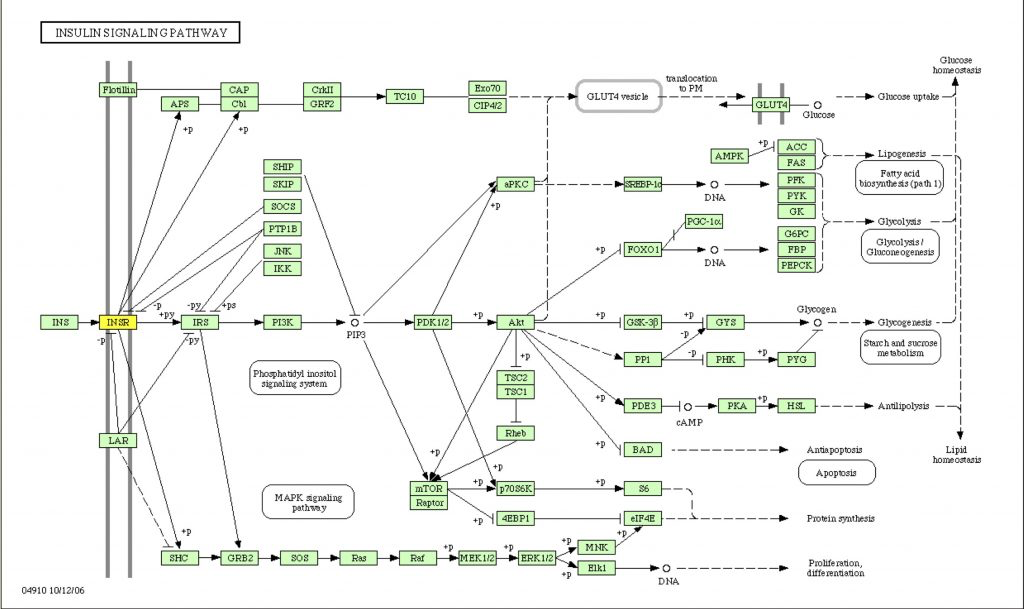 INSULIN SIGNALING PATHWAY
Glucose
homeostasis
Flotillin
CAP
CrkII
Exo70
APS
Cbl
GRF2
TC10
CIP4/2
GLUT4 vesicle
translocation
to PM
GLUT4
Glucose
Glucose uptake
+p
+p
SHIP
SKIP
SOCS
PTP1B
JNK
IKK
aPKC
+p
AMPK
+p
ACC
FAS
Lipogenesis
Fatty acid
biosynthesis (path 1)
SREBP-1c
DNA
PFK
PYK
GK
Glycolysis
PGC-1α
FOXO1
+p
DNA
G6PC
FBP
PEPCK
Glycolysis /
Gluconeogenesis
-p
+py
-py
+ps
INS
INSR
IRS
PI3K
PIP3
PDK1/2
+p
Akt
+p
GSK-3β
+p
GYS
Glycogen
Glycogenesis
-p
-py
-p
-p
PP1
PHK
+p
PYG
Starch and sucrose
metabolism
Phosphatidyl inositol
signaling system
+p
TSC2
TSC1
+p
PDE3
cAMP
PKA
+p
HSL
Antilipolysis
LAR
Rheb
+p
+p
+p
BAD
Antiapoptosis
Apoptosis
Lipid
homeostasis
MAPK signaling
pathway
mTOR
Raptor
+p
p70S6K
+p
S6
+p
4EBP1
eIF4E
Protein synthesis
+p
SHC
GRB2
SOS
Ras
Raf
+p
MEK1/2
+p
ERK1/2
+p
MNK
+p
+p
Elk1
DNA
Proliferation,
differentiation
04910 10/12/06